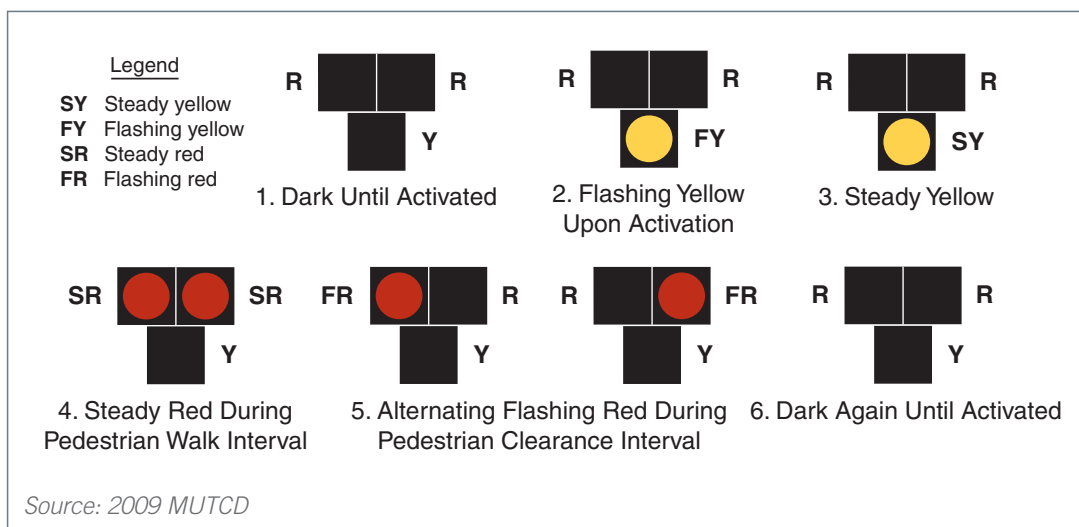 Legend
SY Steady yellow
FY Flashing yellow
SR Steady red
FR Flashing red
R R
Y
1. Dark Until Activated
R R
FY
2. Flashing Yellow
Upon Activation
R R
SY
3. Steady Yellow
SR SR
Y
4. Steady Red During
Pedestrian Walk Interval
FR R
Y
R FR
Y
5. Alternating Flashing Red During
Pedestrian Clearance Interval
R R
Y
6. Dark Again Until Activated
Source: 2009 MUTCD